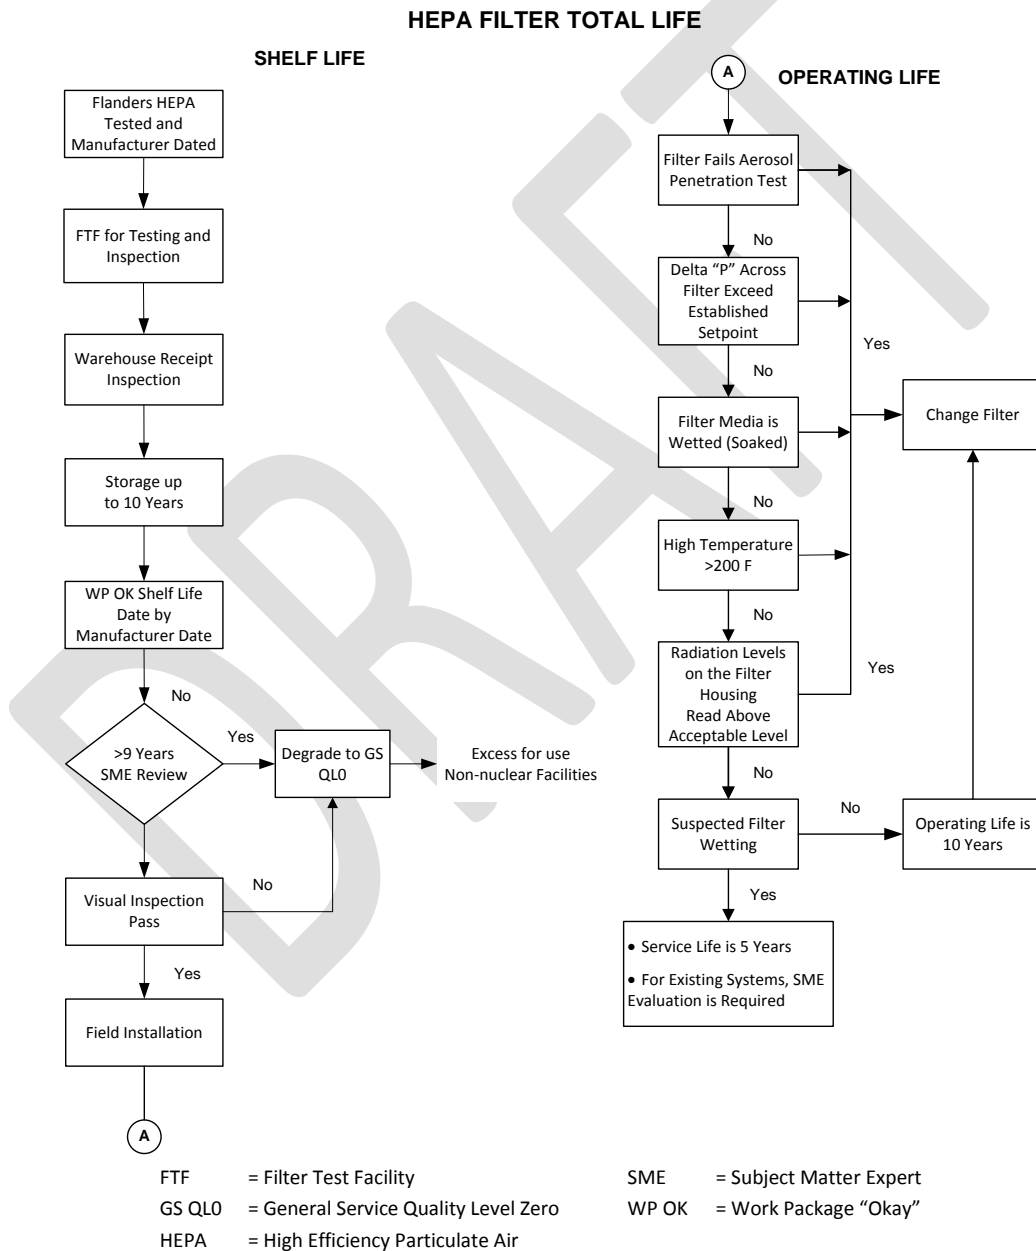 HEPA FILTER TOTAL LIFE
SHELF LIFE
Flanders HEPA
Tested and
Manufacturer Dated
FTF for Testing and
Inspection
Warehouse Receipt
Inspection
Storage up
to 10 Years
WP OK Shelf Life
Date by
Manufacturer Date
No
>9 Years
SME Review
Yes
Degrade to GS
QL0
Excess for use
Non-nuclear Facilities
Visual Inspection
Pass
No
Yes
Field Installation
A
A
OPERATING LIFE
Filter Fails Aerosol
Penetration Test
No
Delta “P” Across
Filter Exceed
Established
Setpoint
Yes
No
Filter Media is
Wetted (Soaked)
Change Filter
No
High Temperature
>200 F
No
Radiation Levels
on the Filter
Housing
Read Above
Acceptable Level
Yes
No
Suspected Filter
Wetting
No
Operating Life is
10 Years
Yes
• Service Life is 5 Years
• For Existing Systems, SME
Evaluation is Required
FTF = Filter Test Facility
GS QL0 = General Service Quality Level Zero
HEPA = High Efficiency Particulate Air
SME = Subject Matter Expert
WP OK = Work Package “Okay”
DRAFT